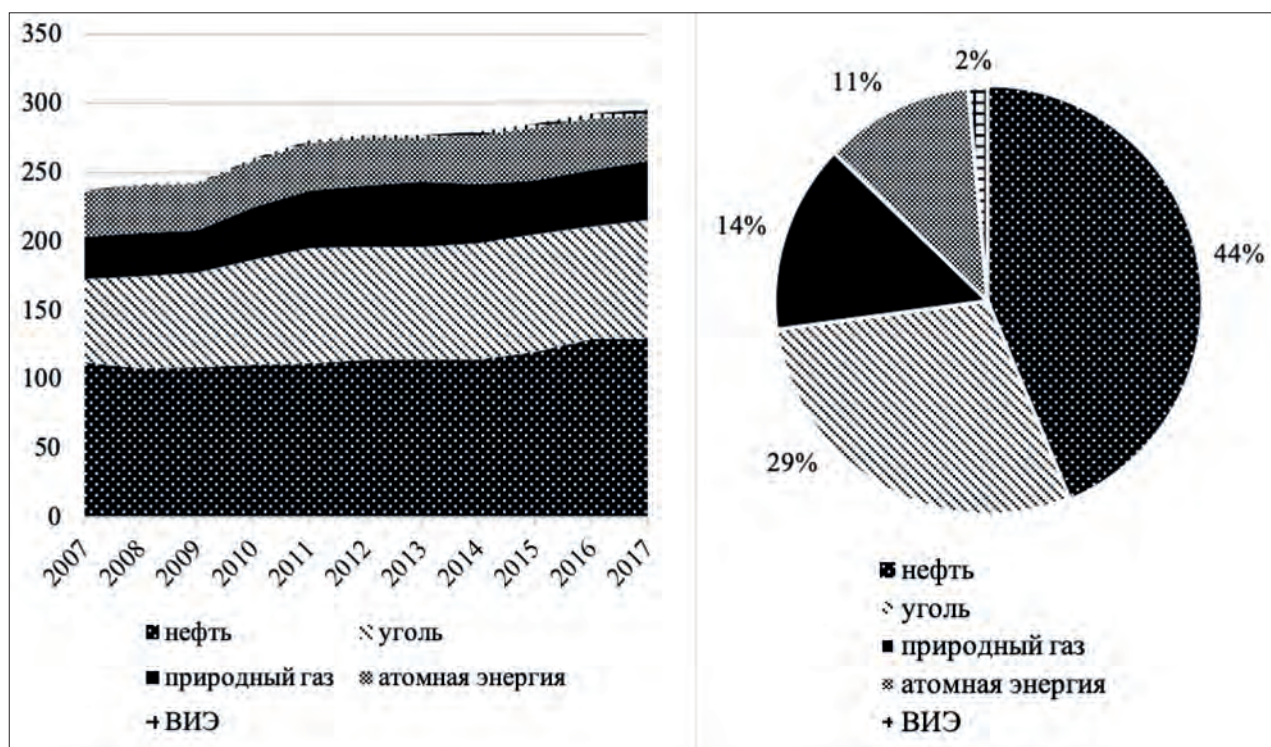 350
300
250
200
150
100
50
0
2007
2008
2009
2010
2011
2012
2013
2014
2015
2016
2017
нефть
уголь
природный газ
атомная энергия
ВИЭ
2%
11%
14%
44%
29%
нефть
уголь
природный газ
атомная энергия
ВИЭ